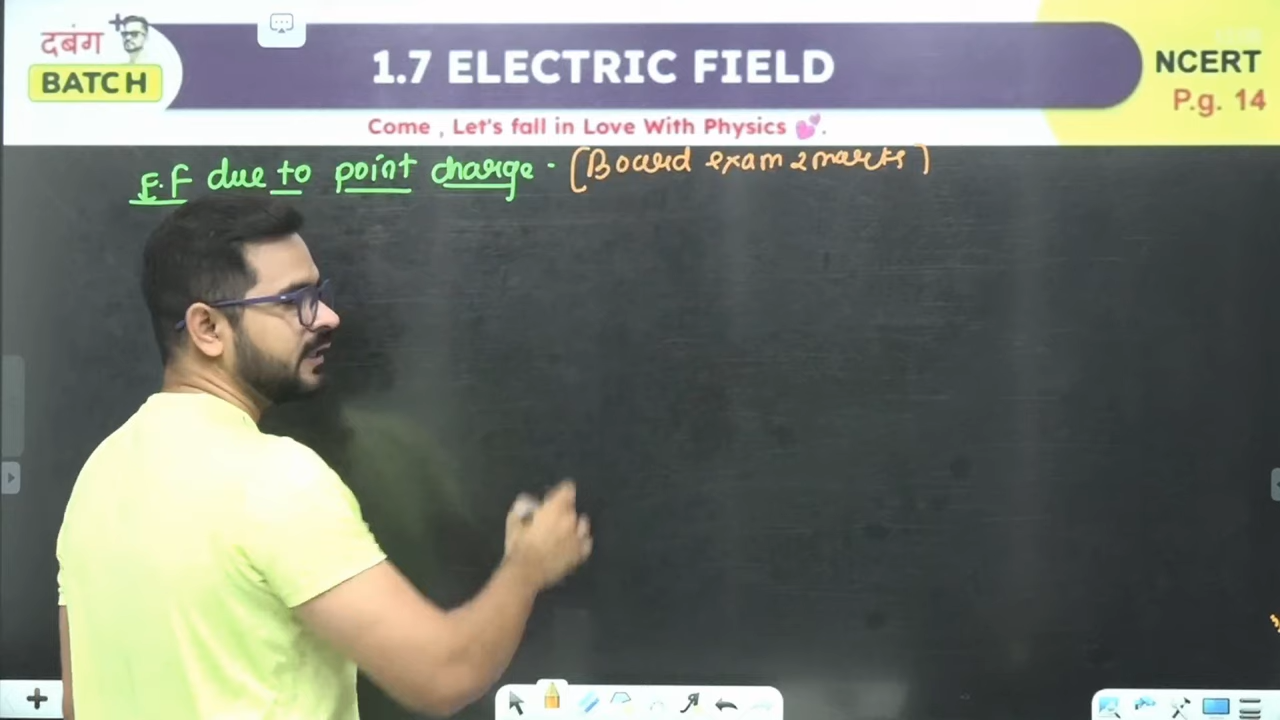 दबंग
BATCH
1.7 ELECTRIC FIELD
NCERT
P.g. 14
Come , Let's fall in Love With Physics 💕.
E.F due to point charge - [Board exam 2 marks]